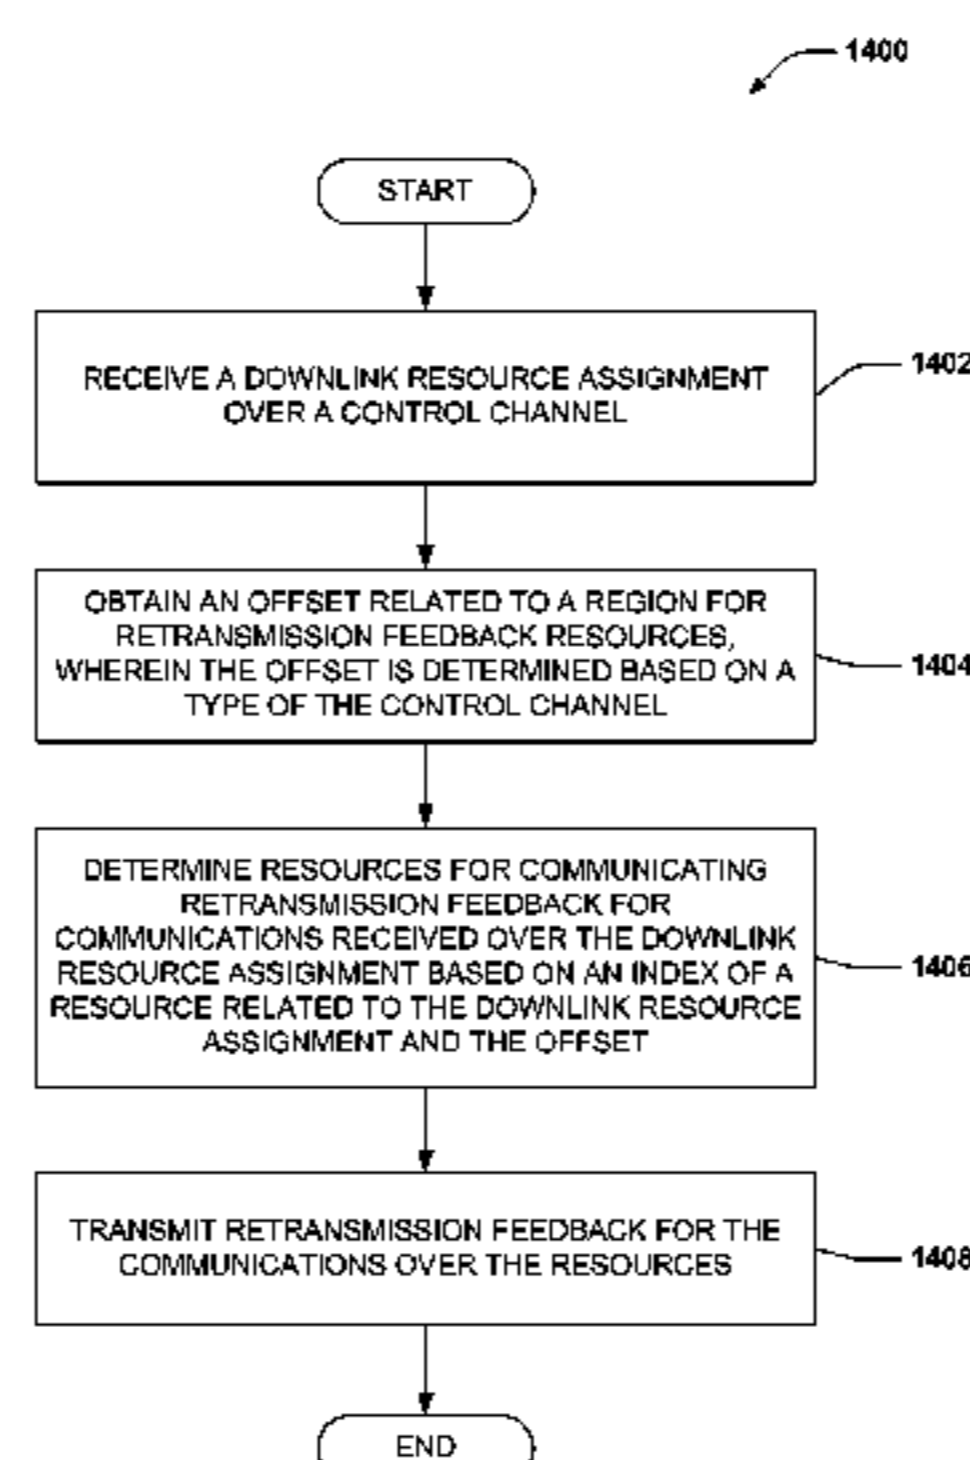 1400
START
RECEIVE A DOWNLINK RESOURCE ASSIGNMENT
OVER A CONTROL CHANNEL
1402
OBTAIN AN OFFSET RELATED TO A REGION FOR
RETRANSMISSION FEEDBACK RESOURCES,
WHEREIN THE OFFSET IS DETERMINED BASED ON A
TYPE OF THE CONTROL CHANNEL
1404
DETERMINE RESOURCES FOR COMMUNICATING
RETRANSMISSION FEEDBACK FOR
COMMUNICATIONS RECEIVED OVER THE DOWNLINK
RESOURCE ASSIGNMENT BASED ON AN INDEX OF A
RESOURCE RELATED TO THE DOWNLINK RESOURCE
ASSIGNMENT AND THE OFFSET
1406
TRANSMIT RETRANSMISSION FEEDBACK FOR THE
COMMUNICATIONS OVER THE RESOURCES
1408
END